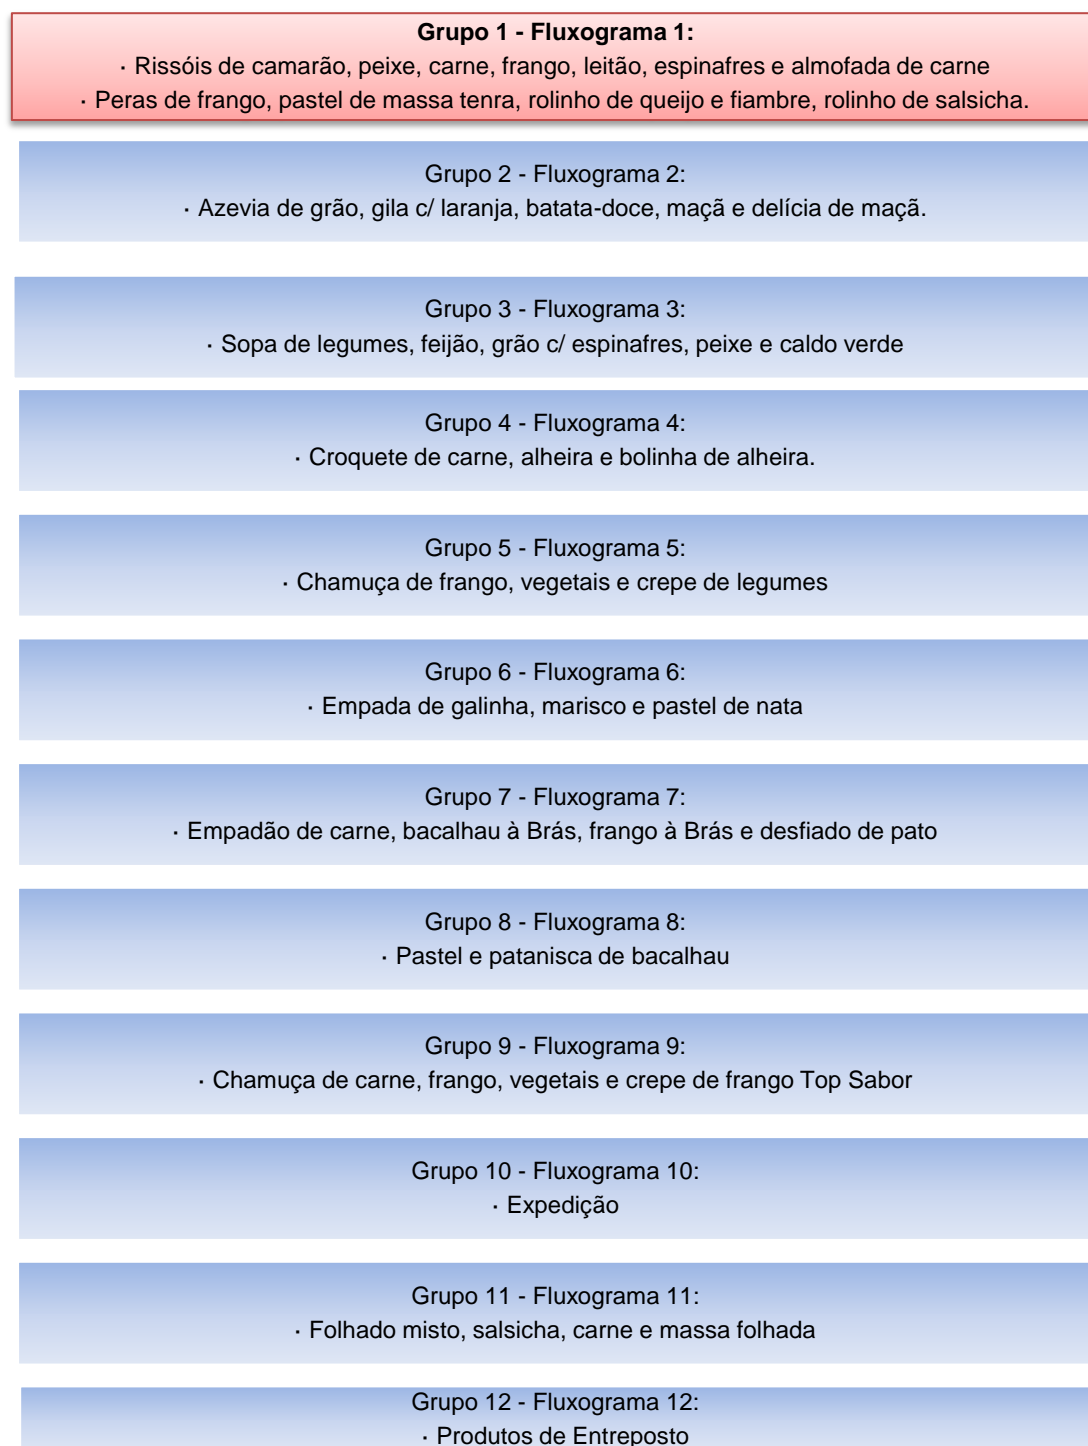 Grupo 1 - Fluxograma 1:
· Rissóis de camarão, peixe, carne, frango, leitão, espinafres e almofada de carne
· Peras de frango, pastel de massa tenra, rolinho de queijo e fiambre, rolinho de salsicha.
Grupo 2 - Fluxograma 2:
· Azevia de grão, gila c/ laranja, batata-doce, maçã e delícia de maçã.
Grupo 3 - Fluxograma 3:
· Sopa de legumes, feijão, grão c/ espinafres, peixe e caldo verde
Grupo 4 - Fluxograma 4:
· Croquete de carne, alheira e bolinha de alheira.
Grupo 5 - Fluxograma 5:
· Chamuça de frango, vegetais e crepe de legumes
Grupo 6 - Fluxograma 6:
· Empada de galinha, marisco e pastel de nata
Grupo 7 - Fluxograma 7:
· Empadão de carne, bacalhau à Brás, frango à Brás e desfiado de pato
Grupo 8 - Fluxograma 8:
· Pastel e patanisca de bacalhau
Grupo 9 - Fluxograma 9:
· Chamuça de carne, frango, vegetais e crepe de frango Top Sabor
Grupo 10 - Fluxograma 10:
· Expedição
Grupo 11 - Fluxograma 11:
· Folhado misto, salsicha, carne e massa folhada
Grupo 12 - Fluxograma 12:
· Produtos de Entreposto